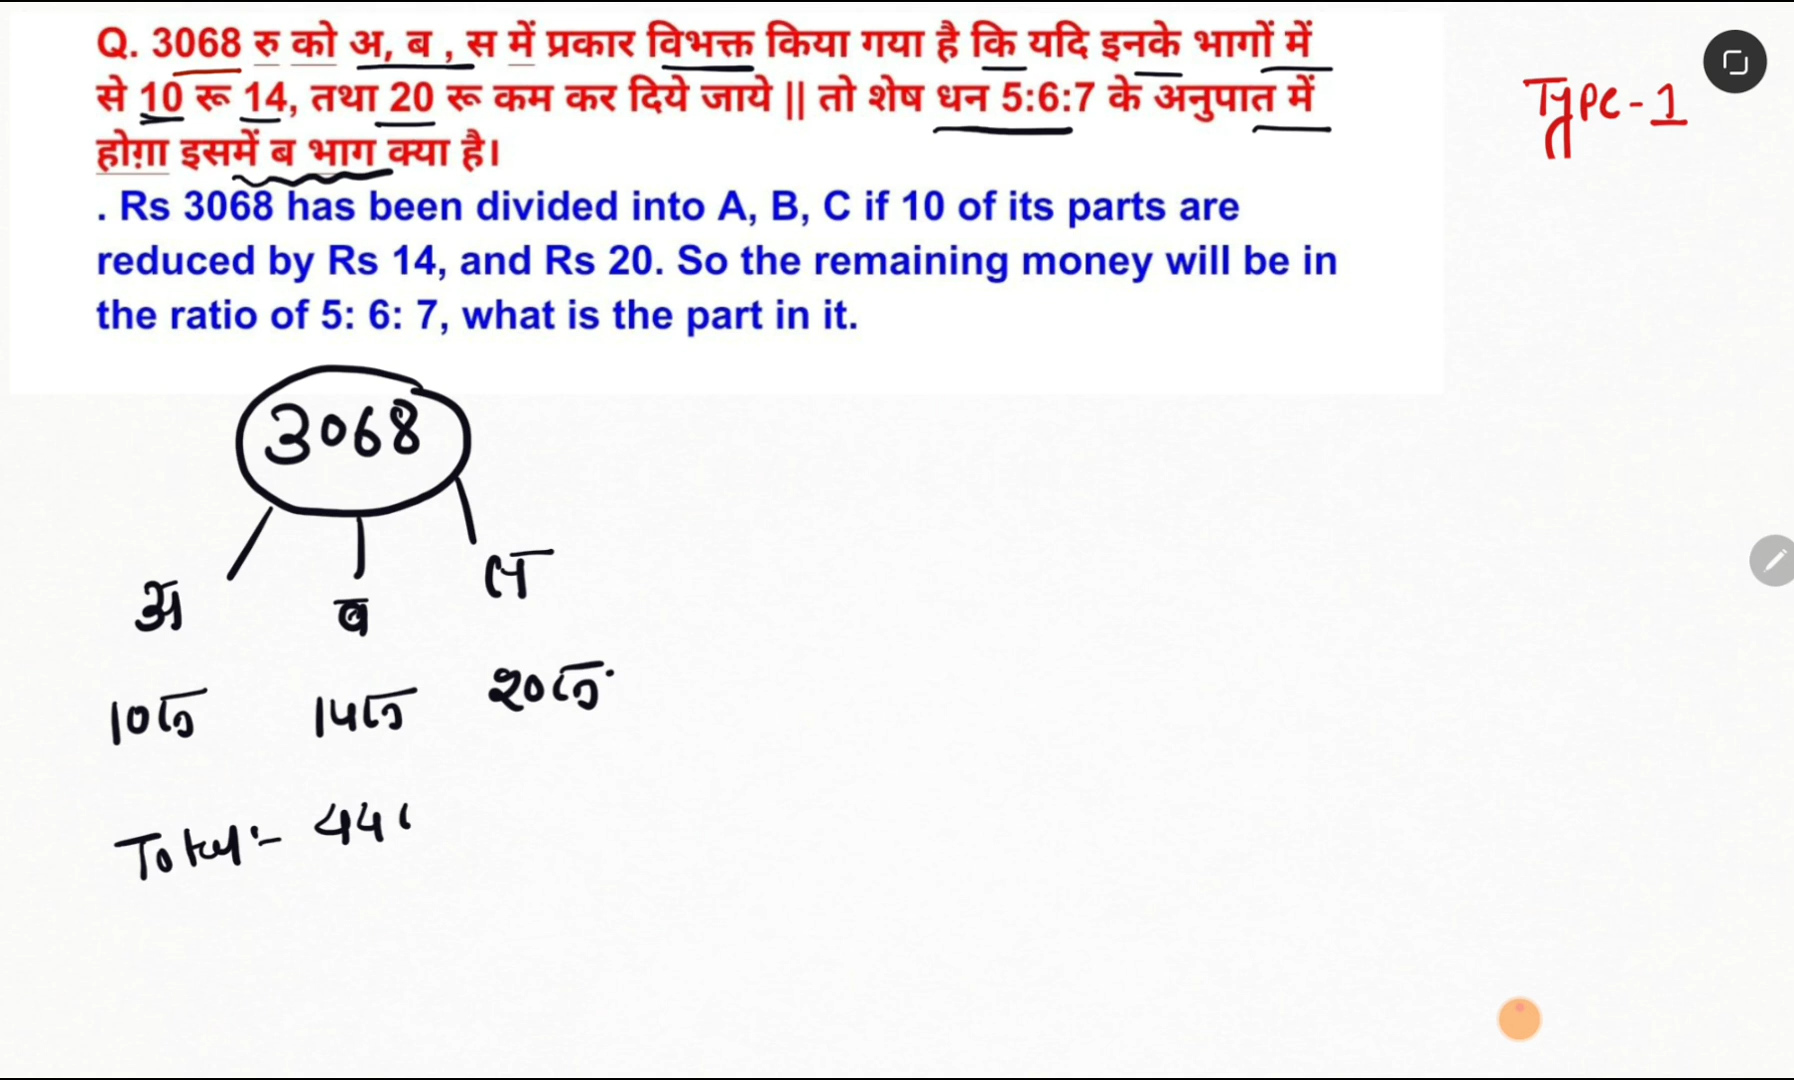 Q. 3068 रु को अ, ब , स में प्रकार विभक्त किया गया है कि यदि इनके भागों में
से 10 रू 14, तथा 20 रू कम कर दिये जाये || तो शेष धन 5:6:7 के अनुपात में
होग़ा इसमें ब भाग क्या है।
. Rs 3068 has been divided into A, B, C if 10 of its parts are
reduced by Rs 14, and Rs 20. So the remaining money will be in
the ratio of 5: 6: 7, what is the part in it.
Type-1
3068
अ ब स
10रु 14रु 20रु.
Total:- 44